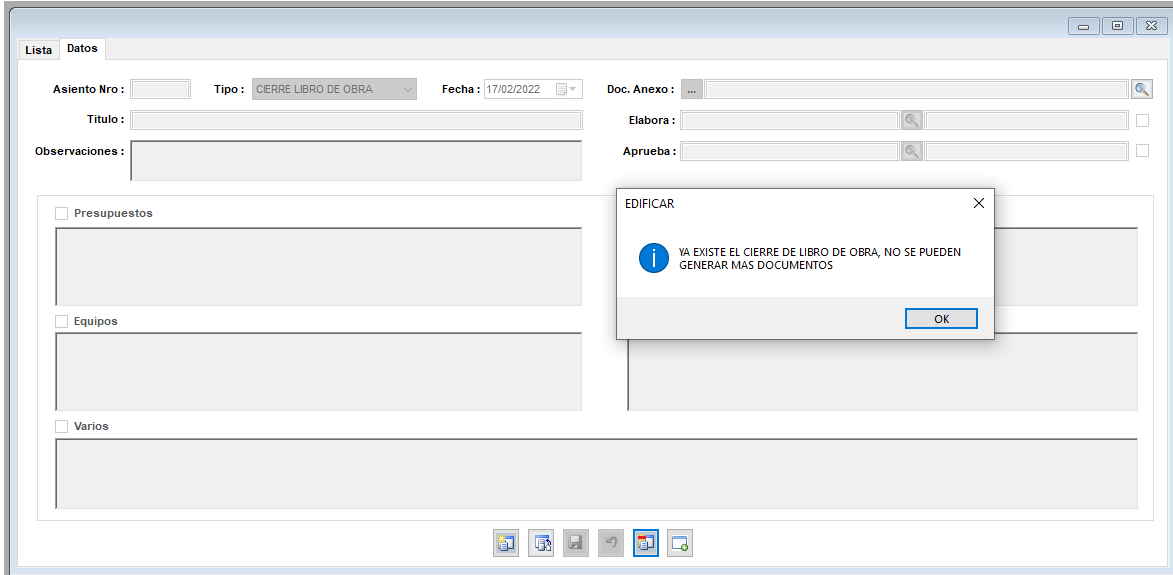 Lista Datos
Asiento Nro : Tipo : CIERRE LIBRO DE OBRA Fecha : 17/02/2022 Doc. Anexo : ...
Titulo : Elabora :
Observaciones : Aprueba :
Presupuestos
EDIFICAR
YA EXISTE EL CIERRE DE LIBRO DE OBRA, NO SE PUEDEN
GENERAR MAS DOCUMENTOS
OK
Equipos
Varios